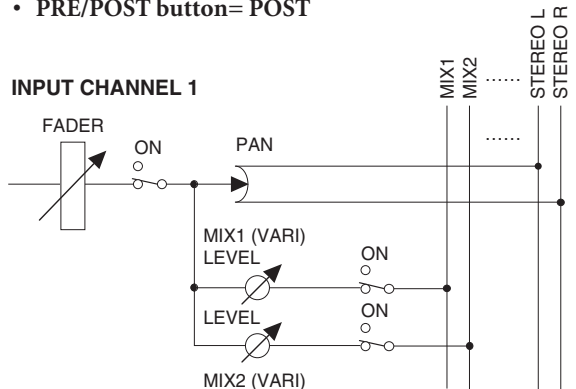 • PRE/POST button= POST
INPUT CHANNEL 1
MIX1
MIX2
......
STEREO L
STEREO R
FADER
ON
PAN
......
MIX1 (VARI)
LEVEL
ON
LEVEL
ON
MIX2 (VARI)